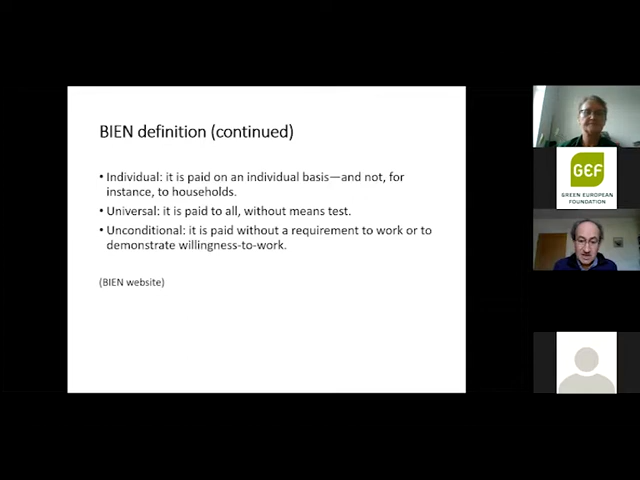 BIEN definition (continued)
• Individual: it is paid on an individual basis—and not, for
instance, to households.
• Universal: it is paid to all, without means test.
• Unconditional: it is paid without a requirement to work or to
demonstrate willingness-to-work.
(BIEN website)
GEF
GREEN EUROPEAN
FOUNDATION